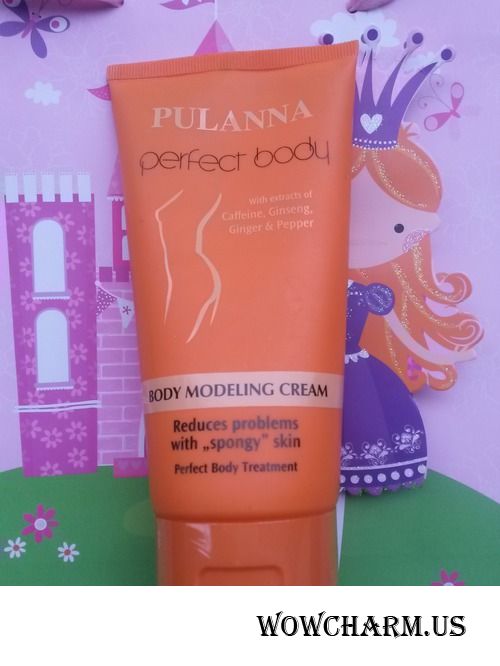 PULANNA
perfect body
with extracts of
Caffeine, Ginseng,
Ginger & Pepper
BODY MODELING CREAM
Reduces problems
with „spongy” skin
Perfect Body Treatment
WOWCHARM.US